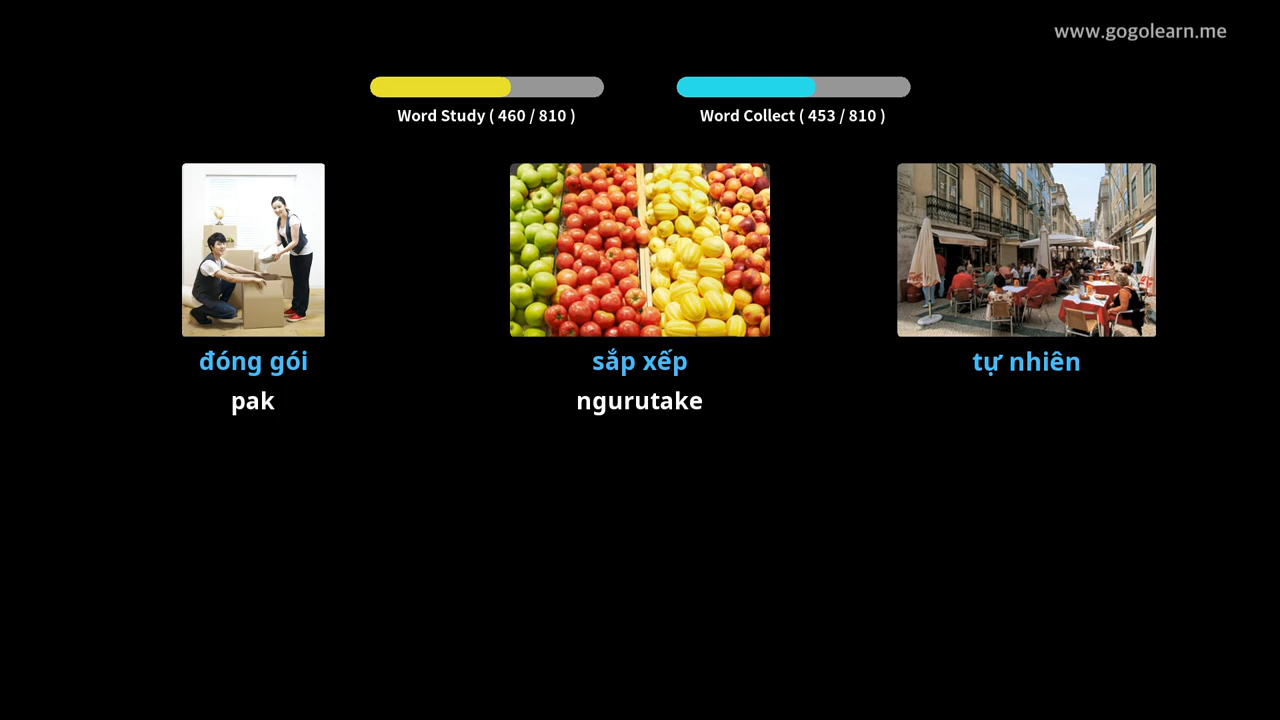 www.gogolearn.me
Word Study ( 460 / 810 )
Word Collect ( 453 / 810 )
đóng gói
sắp xếp
tự nhiên
pak
ngurutake